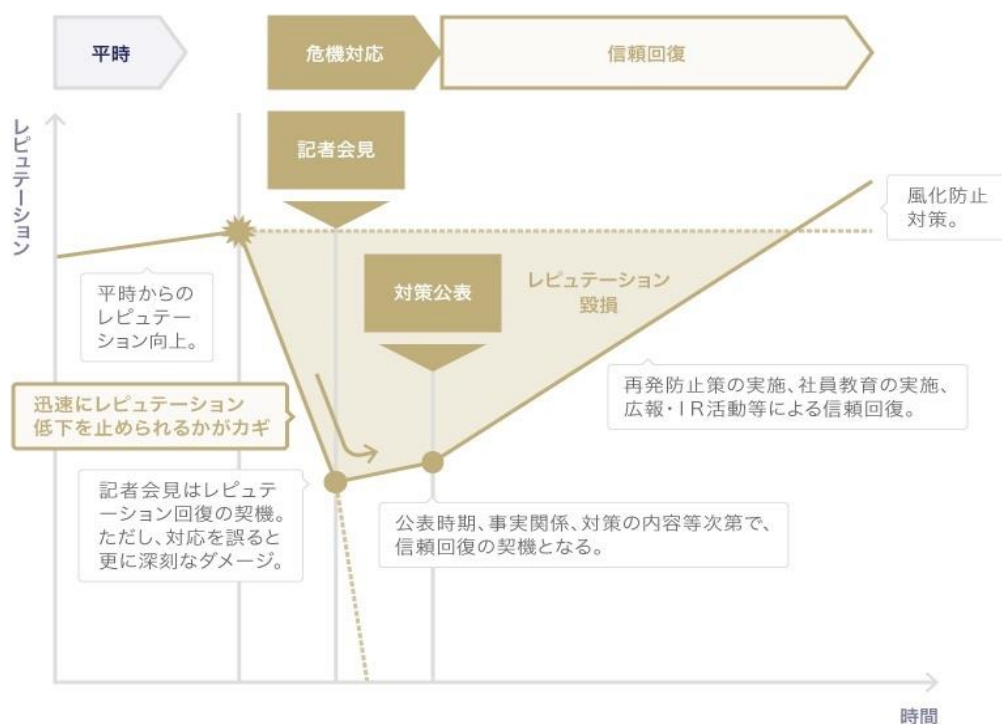 平時
危機対応
信頼回復
レピュテーション
記者会見
風化防止
対策。
対策公表
レピュテーション
毀損
平時からの
レピュテー
ション向上。
再発防止策の実施、社員教育の実施、
広報・IR活動等による信頼回復。
迅速にレピュテーション
低下を止められるかがカギ
記者会見はレピュテ
ーション回復の契機。
ただし、対応を誤ると
更に深刻なダメージ。
公表時期、事実関係、対策の内容等次第で、
信頼回復の契機となる。
時間